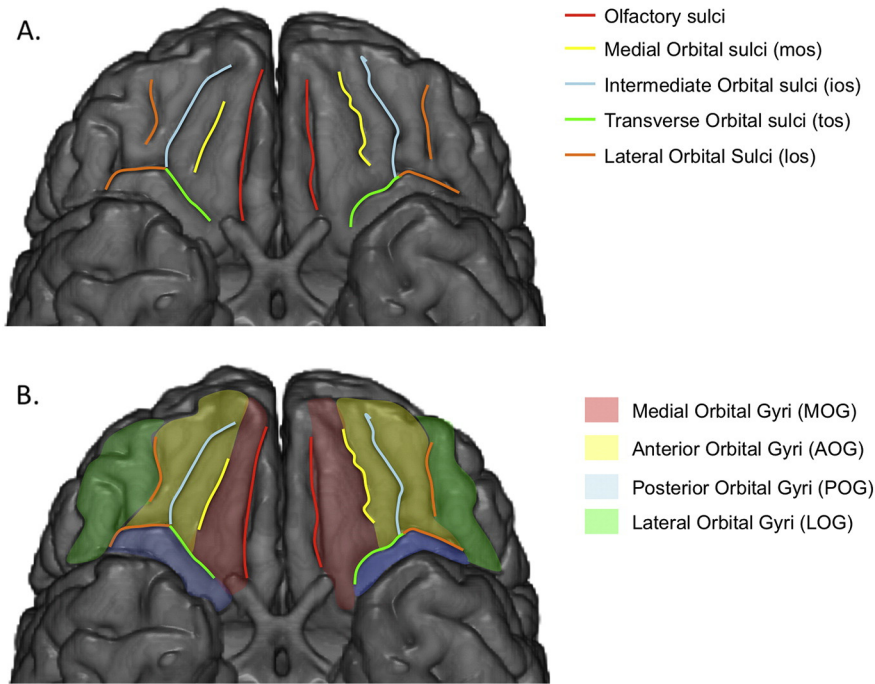 A.
Olfactory sulci
Medial Orbital sulci (mos)
Intermediate Orbital sulci (ios)
Transverse Orbital sulci (tos)
Lateral Orbital Sulci (los)
B.
Medial Orbital Gyri (MOG)
Anterior Orbital Gyri (AOG)
Posterior Orbital Gyri (POG)
Lateral Orbital Gyri (LOG)